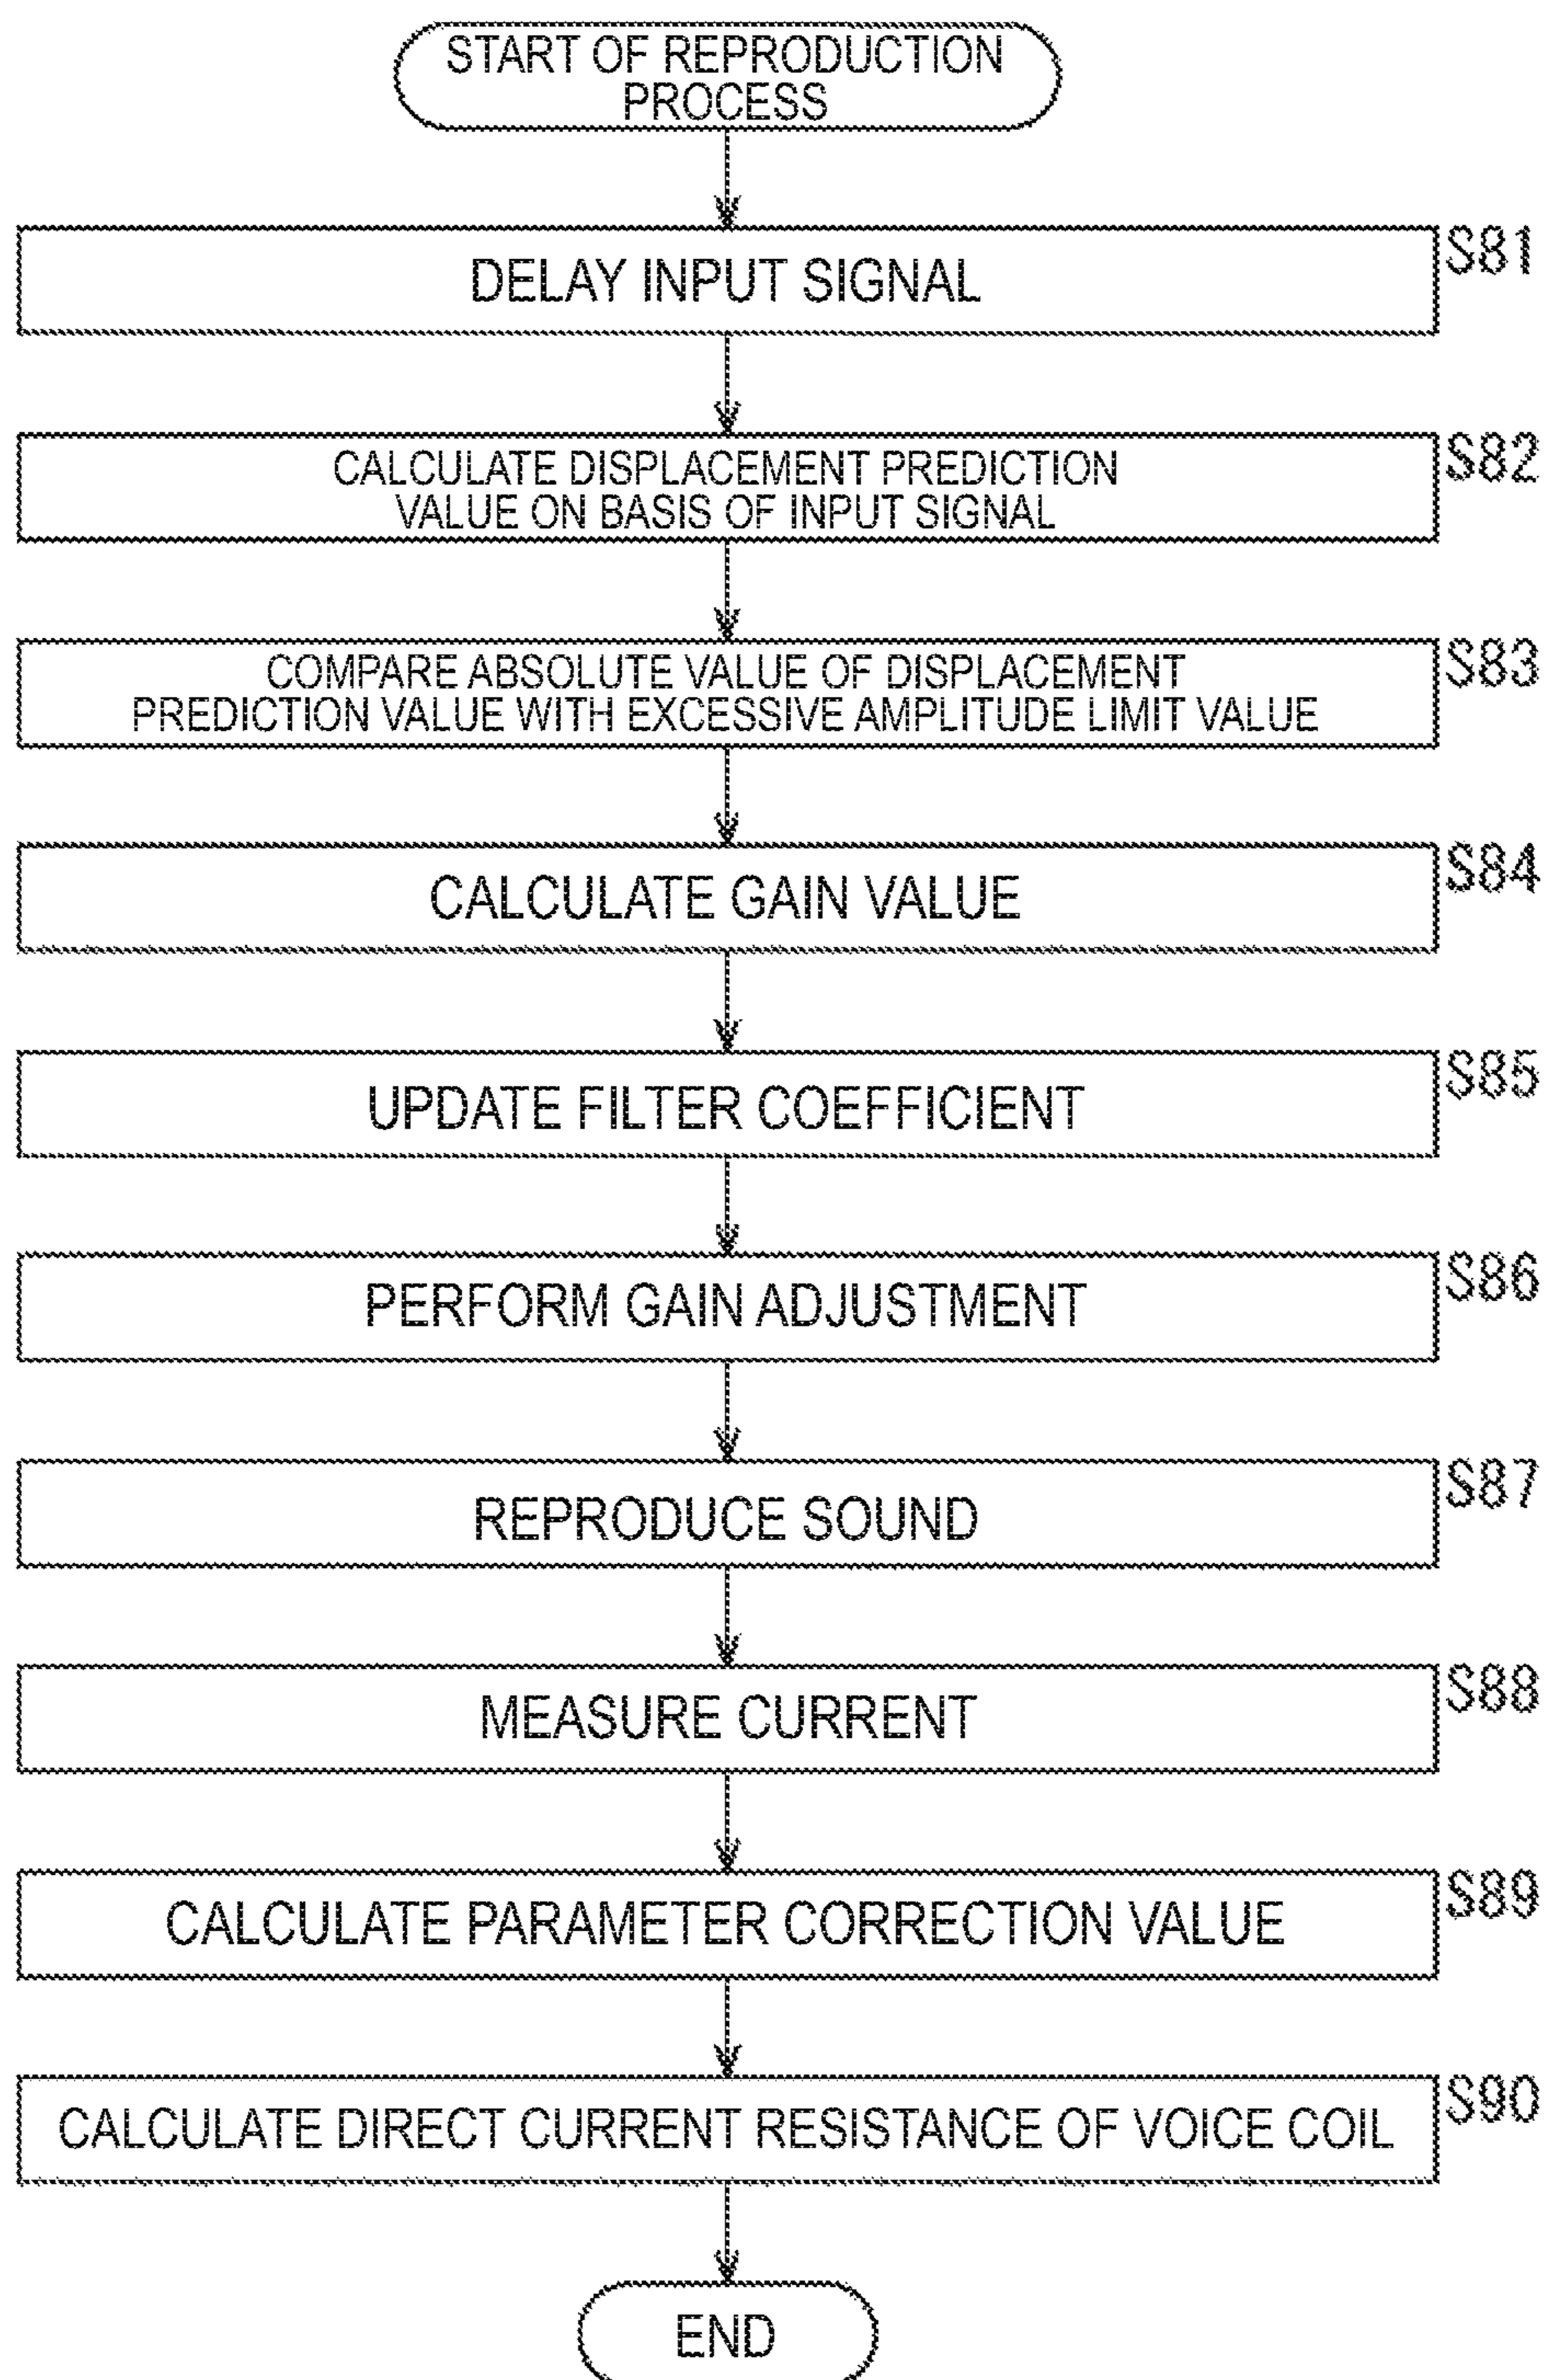 START OF REPRODUCTION
PROCESS
S81
DELAY INPUT SIGNAL
S82
CALCULATE DISPLACEMENT PREDICTION
VALUE ON BASIS OF INPUT SIGNAL
S83
COMPARE ABSOLUTE VALUE OF DISPLACEMENT
PREDICTION VALUE WITH EXCESSIVE AMPLITUDE LIMIT VALUE
S84
CALCULATE GAIN VALUE
S85
UPDATE FILTER COEFFICIENT
S86
PERFORM GAIN ADJUSTMENT
S87
REPRODUCE SOUND
S88
MEASURE CURRENT
S89
CALCULATE PARAMETER CORRECTION VALUE
S90
CALCULATE DIRECT CURRENT RESISTANCE OF VOICE COIL
END